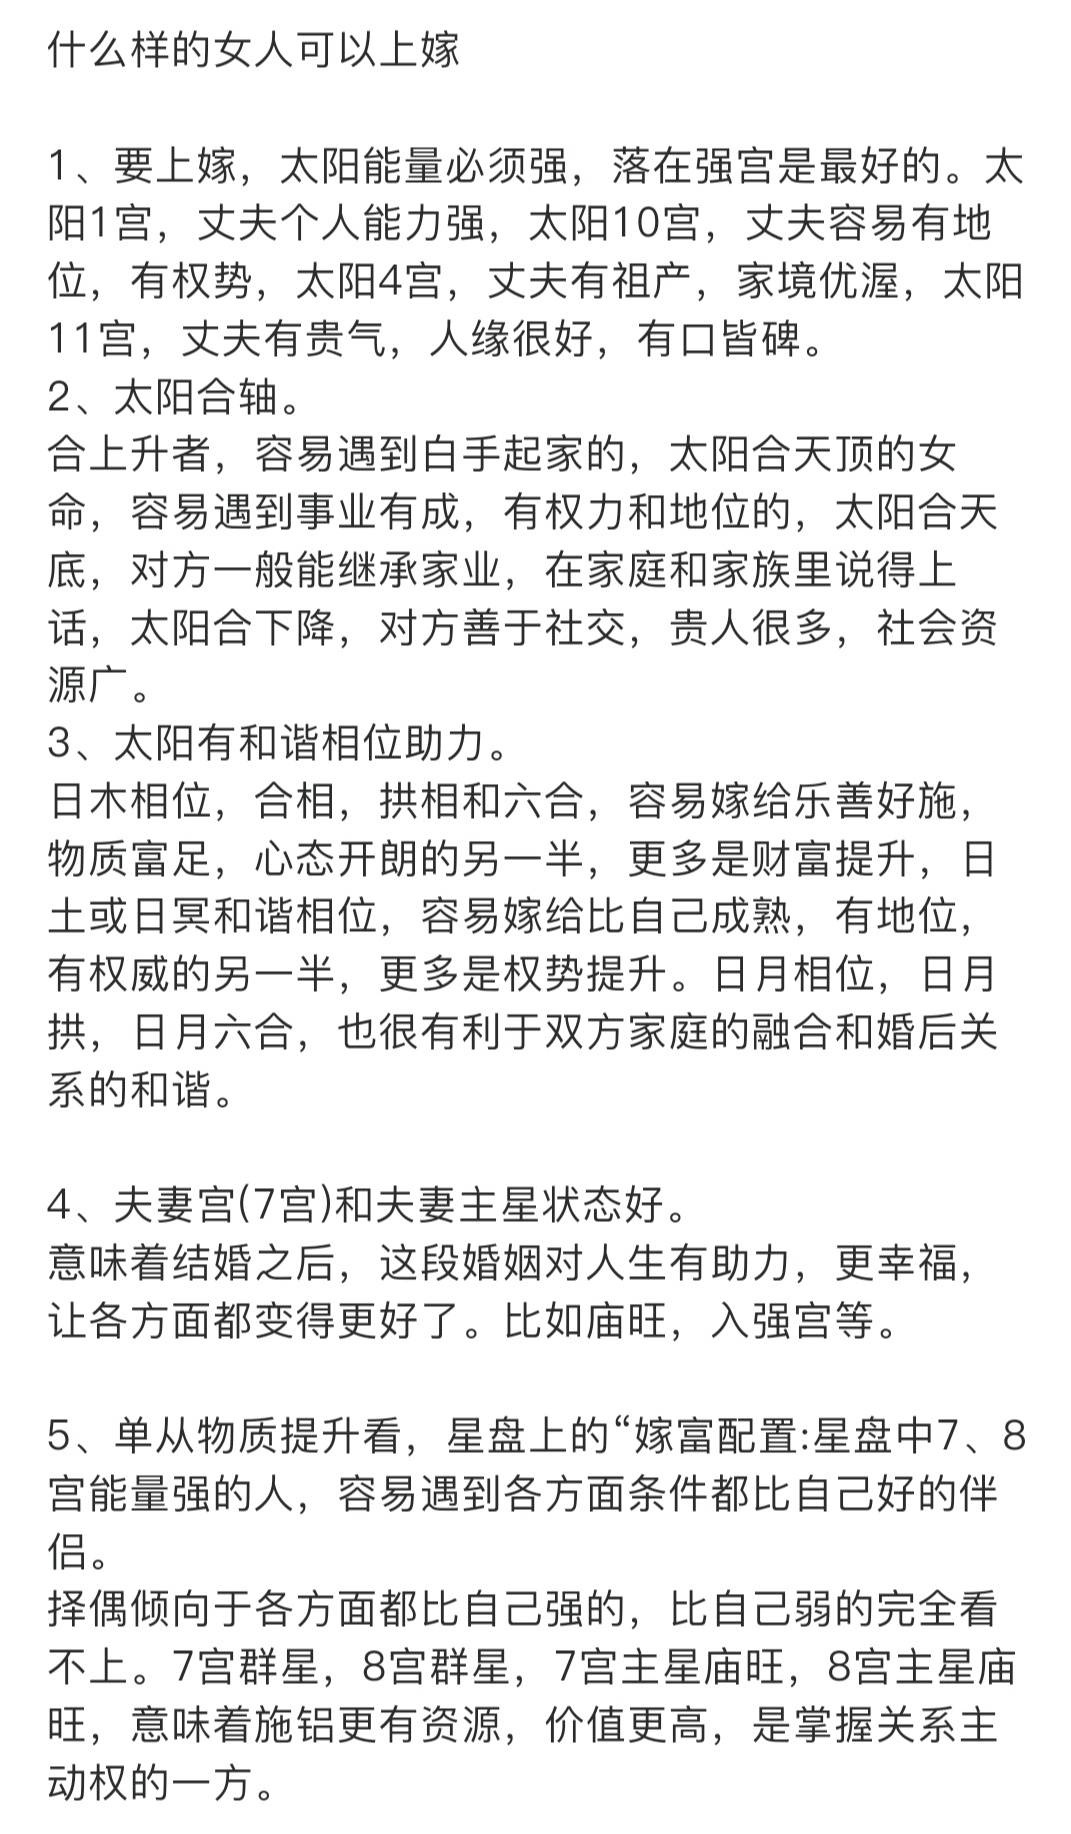 什么样的女人可以上嫁
1、要上嫁，太阳能量必须强，落在强宫是最好的。太
阳1宫，丈夫个人能力强，太阳10宫，丈夫容易有地
位，有权势，太阳4宫，丈夫有祖产，家境优渥，太阳
11宫，丈夫有贵气，人缘很好，有口皆碑。
2、太阳合轴。
合上升者，容易遇到白手起家的，太阳合天顶的女
命，容易遇到事业有成，有权力和地位的，太阳合天
底，对方一般能继承家业，在家庭和家族里说得上
话，太阳合下降，对方善于社交，贵人很多，社会资
源广。
3、太阳有和谐相位助力。
日木相位，合相，拱相和六合，容易嫁给乐善好施，
物质富足，心态开朗的另一半，更多是财富提升，日
土或日冥和谐相位，容易嫁给比自己成熟，有地位，
有权威的另一半，更多是权势提升。日月相位，日月
拱，日月六合，也很有利于双方家庭的融合和婚后关
系的和谐。
4、夫妻宫(7宫)和夫妻主星状态好。
意味着结婚之后，这段婚姻对人生有助力，更幸福，
让各方面都变得更好了。比如庙旺，入强宫等。
5、单从物质提升看，星盘上的“嫁富配置:星盘中7、8
宫能量强的人，容易遇到各方面条件都比自己好的伴
侣。
择偶倾向于各方面都比自己强的，比自己弱的完全看
不上。7宫群星，8宫群星，7宫主星庙旺，8宫主星庙
旺，意味着施铝更有资源，价值更高，是掌握关系主
动权的一方。